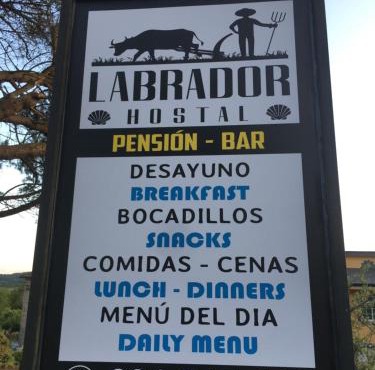 LABRADOR
HOSTAL
PENSIÓN - BAR
DESAYUNO
BREAKFAST
BOCADILLOS
SNACKS
COMIDAS - CENAS
LUNCH - DINNERS
MENÚ DEL DIA
DAILY MENU